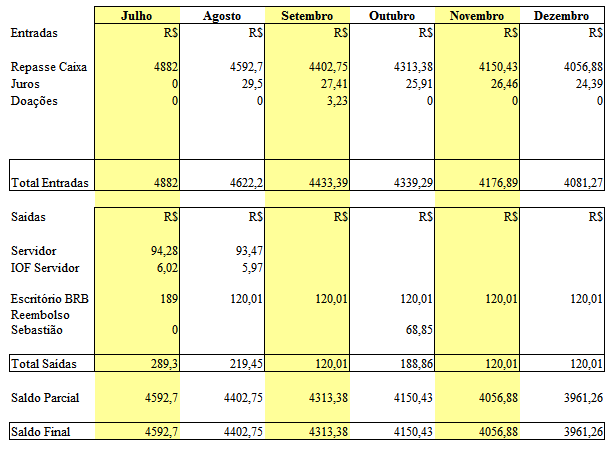 Julho Agosto Setembro Outubro Novembro Dezembro
Entradas R$ R$ R$ R$ R$ R$
Repasse Caixa 4882 4592,7 4402,75 4313,38 4150,43 4056,88
Juros 0 29,5 27,41 25,91 26,46 24,39
Doações 0 0 3,23 0 0 0
Total Entradas 4882 4622,2 4433,39 4339,29 4176,89 4081,27
Saídas R$ R$ R$ R$ R$ R$
Servidor 94,28 93,47
IOF Servidor 6,02 5,97
Escritório BRB 189 120,01 120,01 120,01 120,01 120,01
Reembolso
Sebastião 0 68,85
Total Saídas 289,3 219,45 120,01 188,86 120,01 120,01
Saldo Parcial 4592,7 4402,75 4313,38 4150,43 4056,88 3961,26
Saldo Final 4592,7 4402,75 4313,38 4150,43 4056,88 3961,26